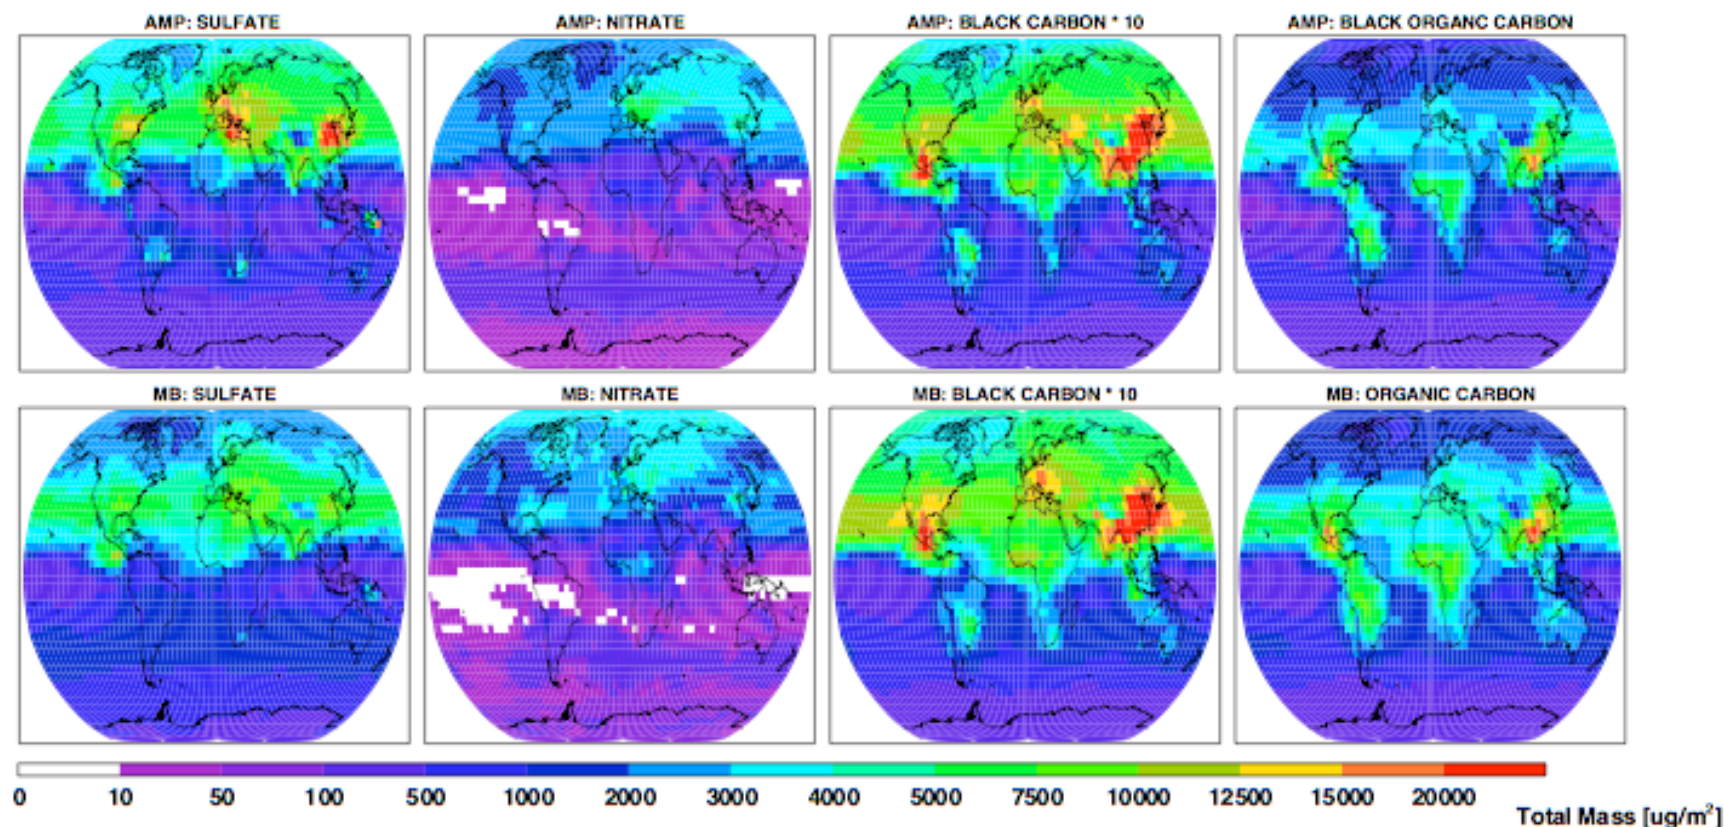 AMP: SULFATE AMP: NITRATE AMP: BLACK CARBON * 10 AMP: BLACK ORGANC CARBON
MB: SULFATE MB: NITRATE MB: BLACK CARBON * 10 MB: ORGANIC CARBON
0 10 50 100 500 1000 2000 3000 4000 5000 7500 10000 12500 15000 20000
Total Mass [ug/m²]